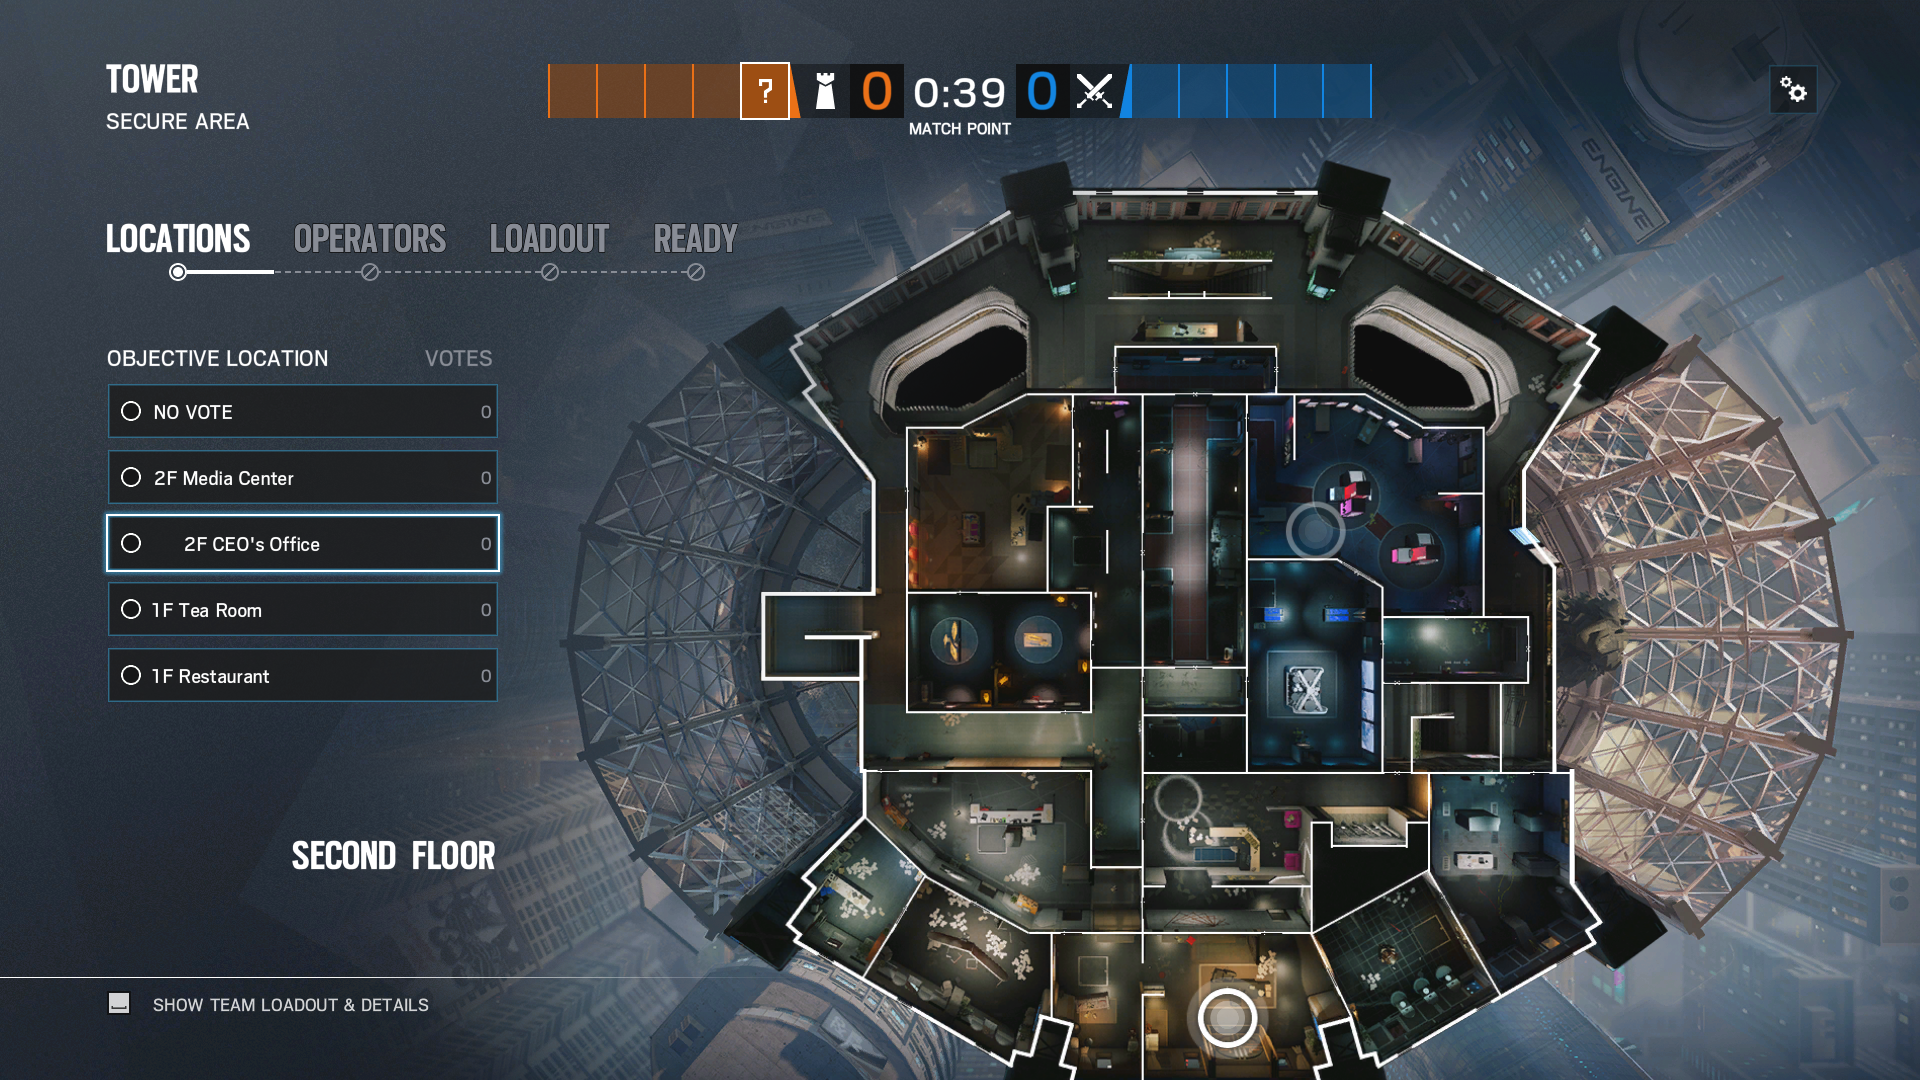 TOWER
SECURE AREA
?
0
0:39
0
MATCH POINT
LOCATIONS
OPERATORS
LOADOUT
READY
OBJECTIVE LOCATION
VOTES
NO VOTE
0
2F Media Center
0
2F CEO's Office
0
1F Tea Room
0
1F Restaurant
0
SECOND FLOOR
SHOW TEAM LOADOUT & DETAILS
ENGINE